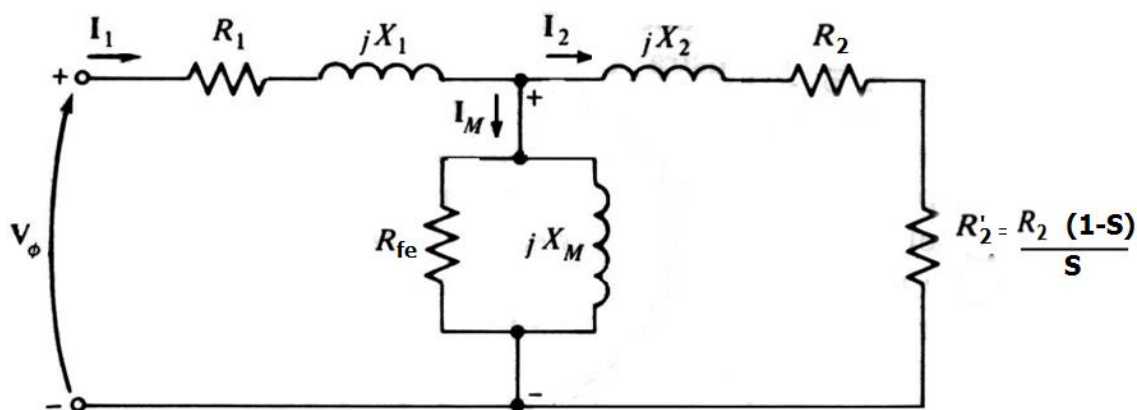 I1
R1
jX1
I2
jX2
R2
+
+
IM
Vϕ
Rfe
jXM
R'2 = R2 (1-S)
S
-
-